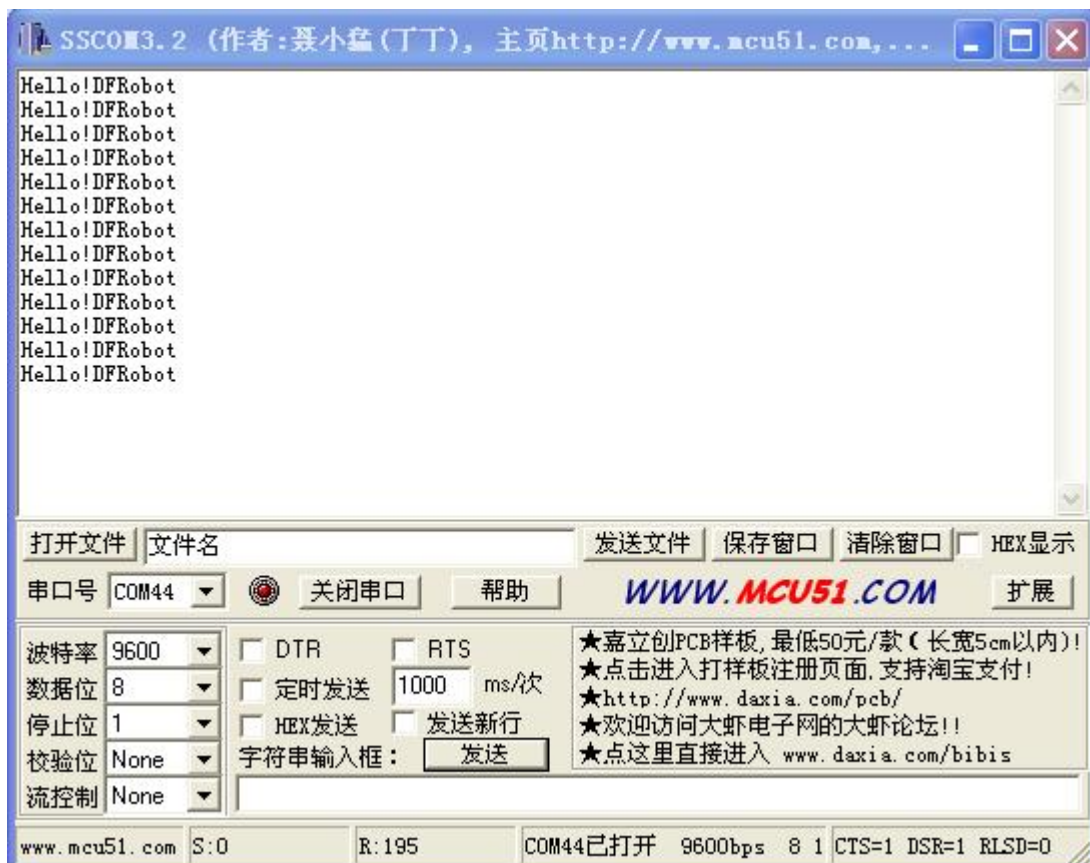 SSCOM3.2 (作者:聂小猛(丁丁), 主页http://www.mcu51.com,...
Hello!DFRobot
Hello!DFRobot
Hello!DFRobot
Hello!DFRobot
Hello!DFRobot
Hello!DFRobot
Hello!DFRobot
Hello!DFRobot
Hello!DFRobot
Hello!DFRobot
Hello!DFRobot
Hello!DFRobot
Hello!DFRobot
打开文件 文件名 发送文件 保存窗口 清除窗口 HEX显示
串口号 COM44 关闭串口 帮助 WWW.MCU51.COM 扩展
波特率 9600 DTR RTS
数据位 8 定时发送 1000 ms/次
停止位 1 HEX发送 发送新行
校验位 None 字符串输入框: 发送
流控制 None
★嘉立创PCB样板,最低50元/款(长宽5cm以内)!
★点击进入打样板注册页面,支持淘宝支付!
★http://www.daxia.com/pcb/
★欢迎访问大虾电子网的大虾论坛!!
★点这里直接进入 www.daxia.com/bibis
www.mcu51.com S:0 R:195 COM44已打开 9600bps 8 1 CTS=1 DSR=1 RLSD=0